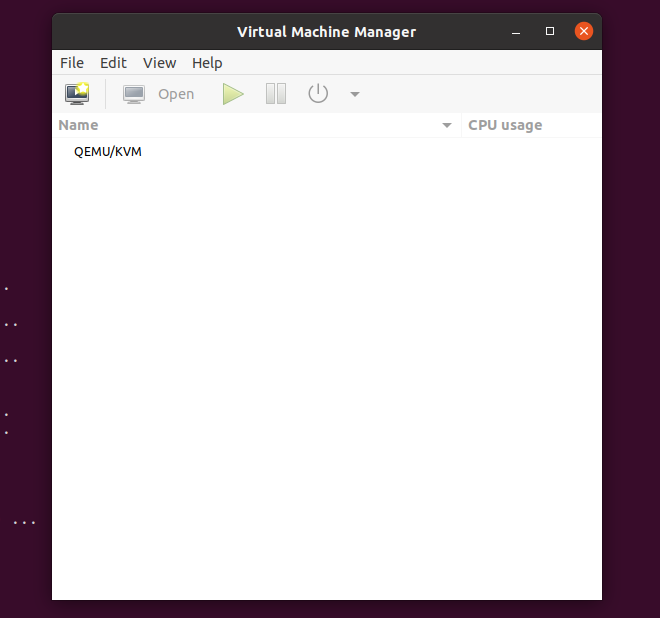 Virtual Machine Manager
File Edit View Help
Open
Name CPU usage
QEMU/KVM
.
..
..
.
.
...